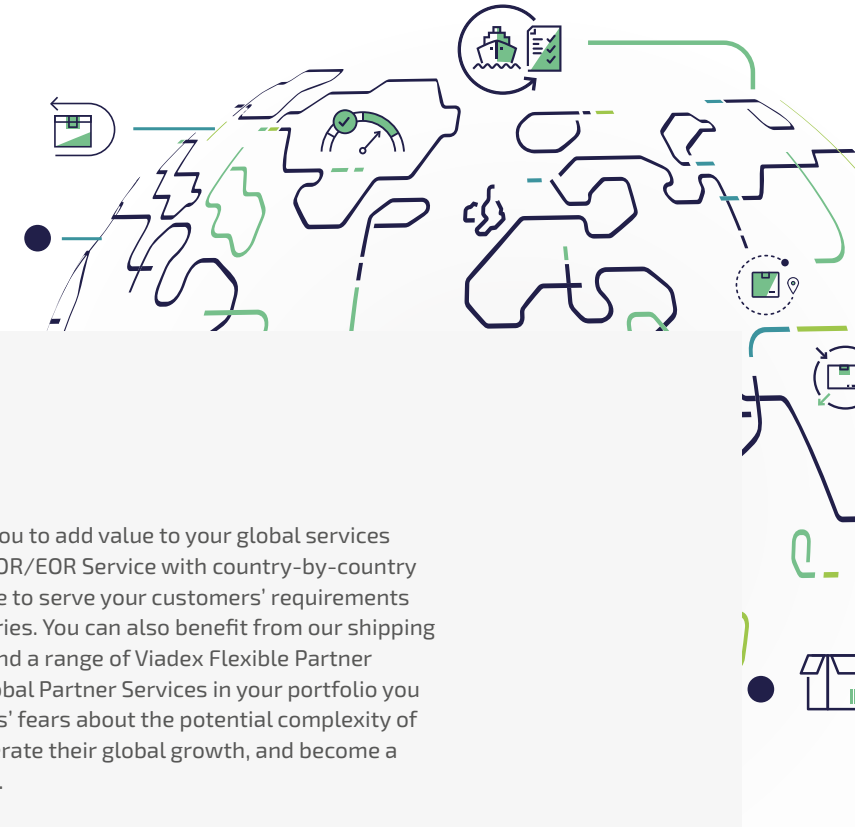 ou to add value to your global services
OR/EOR Service with country-by-country
e to serve your customers’ requirements
ries. You can also benefit from our shipping
nd a range of Viadex Flexible Partner
obal Partner Services in your portfolio you
s’ fears about the potential complexity of
rate their global growth, and become a
.